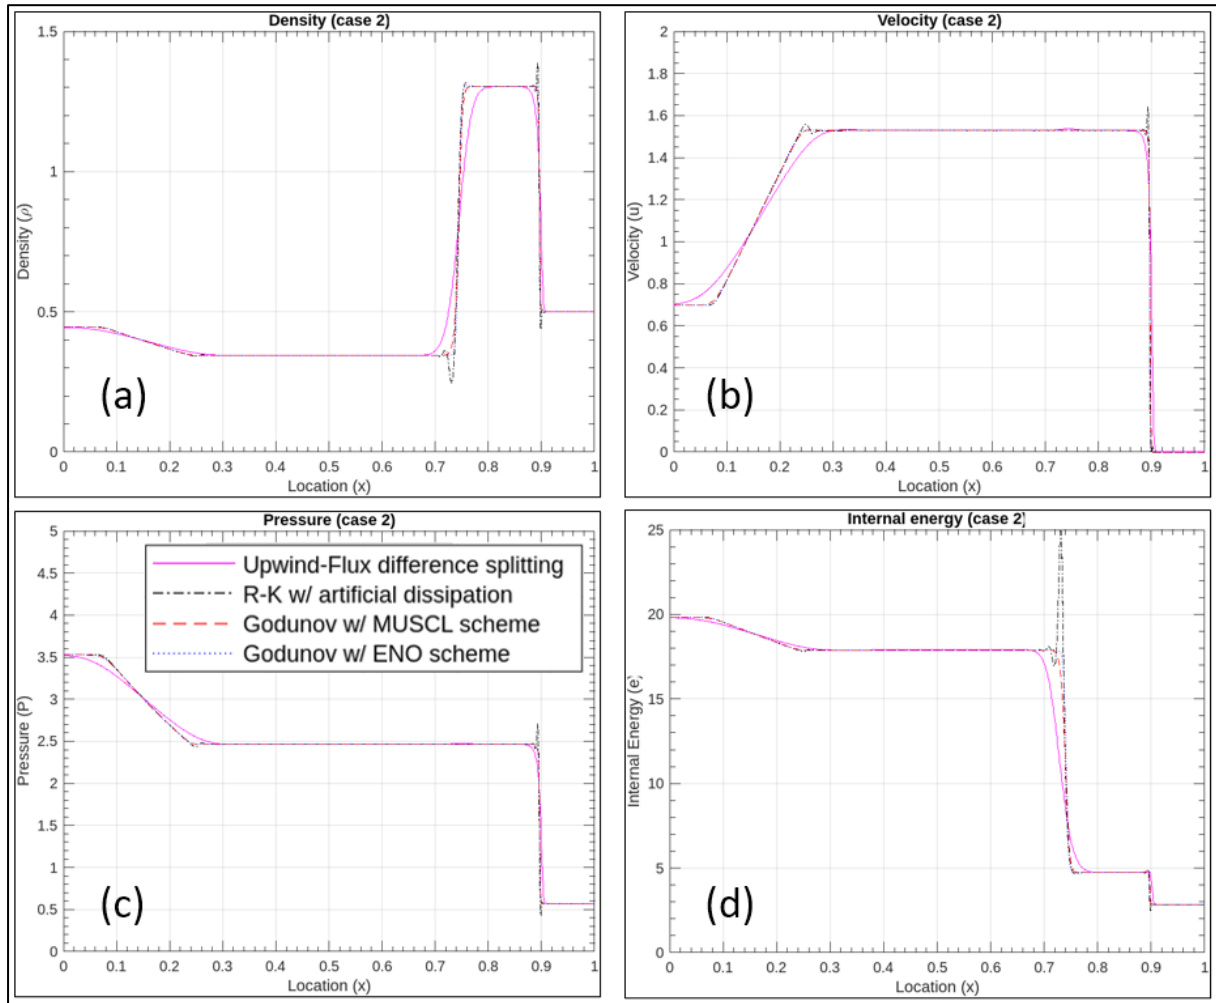 Density (case 2)
1.5
1
0.5
0
Density (ρ)
(a)
0 0.1 0.2 0.3 0.4 0.5 0.6 0.7 0.8 0.9 1
Location (x)
Velocity (case 2)
2
1.8
1.6
1.4
1.2
1
0.8
0.6
0.4
0.2
0
Velocity (u)
(b)
0 0.1 0.2 0.3 0.4 0.5 0.6 0.7 0.8 0.9 1
Location (x)
Pressure (case 2)
5
4.5
4
3.5
3
2.5
2
1.5
1
0.5
0
Pressure (P)
Upwind-Flux difference splitting
R-K w/ artificial dissipation
Godunov w/ MUSCL scheme
Godunov w/ ENO scheme
(c)
0 0.1 0.2 0.3 0.4 0.5 0.6 0.7 0.8 0.9 1
Location (x)
Internal energy (case 2)
25
20
15
10
5
0
Internal Energy (e)
(d)
0 0.1 0.2 0.3 0.4 0.5 0.6 0.7 0.8 0.9 1
Location (x)